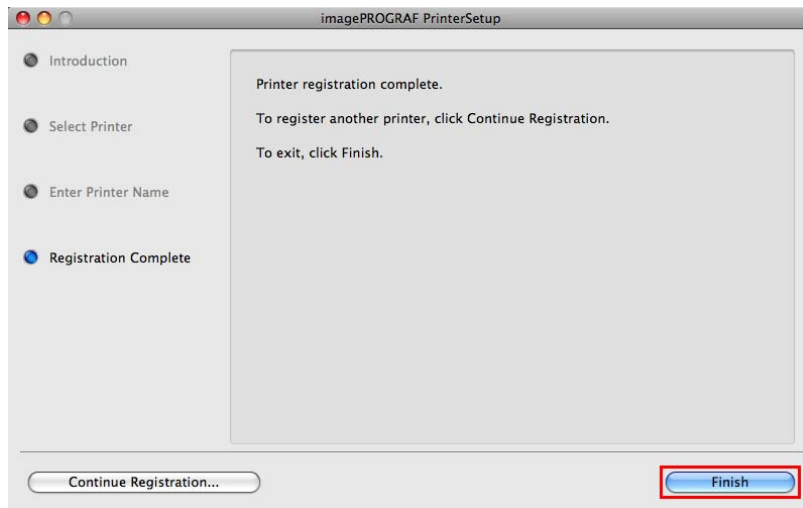 imagePROGRAF PrinterSetup
Introduction
Select Printer
Enter Printer Name
Registration Complete
Printer registration complete.
To register another printer, click Continue Registration.
To exit, click Finish.
Continue Registration...
Finish